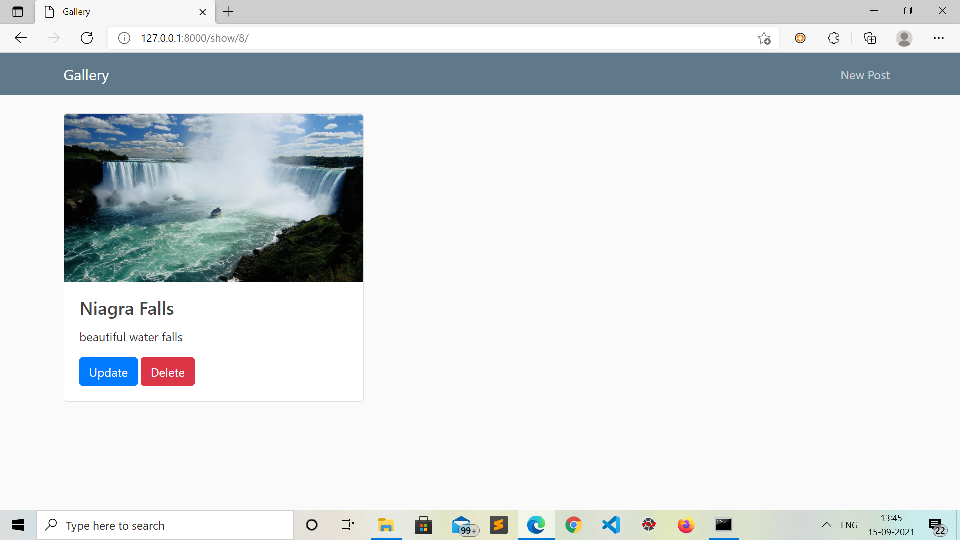 Gallery
127.0.0.1:8000/show/8/
Gallery
New Post
Niagra Falls
beautiful water falls
Update Delete
Type here to search
99+
ENG
13:45
15-09-2021
22